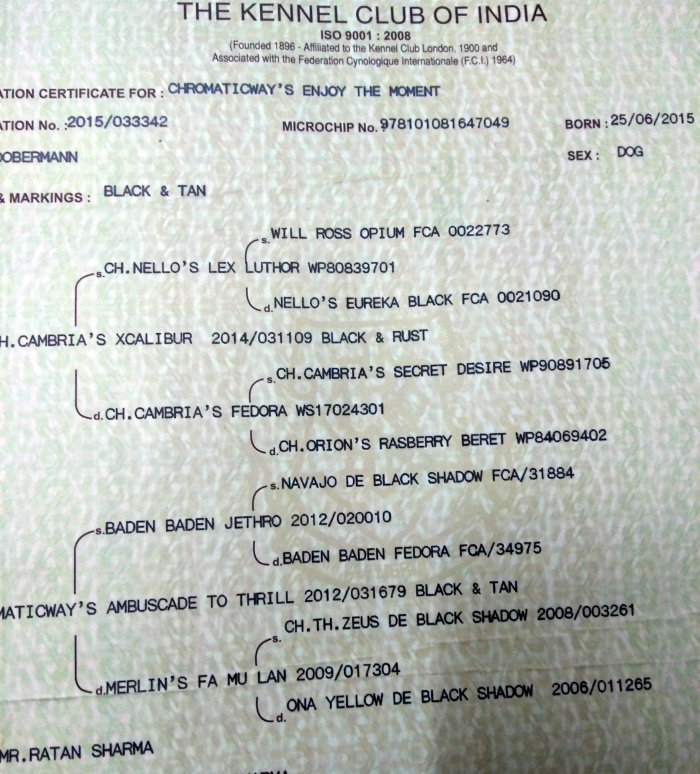 THE KENNEL CLUB OF INDIA
ISO 9001 : 2008
(Founded 1896 - Affiliated to the Kennel Club London, 1900 and
Associated with the Federation Cynologique Internationale (F.C.I.) 1964)
ATION CERTIFICATE FOR : CHROMATICWAY'S ENJOY THE MOMENT
ATION No. :2015/033342 MICROCHIP No. 978101081647049 BORN : 25/06/2015
DOBERMANN SEX : DOG
& MARKINGS : BLACK & TAN
s. WILL ROSS OPIUM FCA 0022773
s. CH.NELLO'S LEX LUTHOR WP80839701
d. NELLO'S EUREKA BLACK FCA 0021090
H.CAMBRIA'S XCALIBUR 2014/031109 BLACK & RUST
s. CH.CAMBRIA'S SECRET DESIRE WP90891705
d. CH.CAMBRIA'S FEDORA WS17024301
d. CH.ORION'S RASBERRY BERET WP84069402
s. NAVAJO DE BLACK SHADOW FCA/31884
s. BADEN BADEN JETHRO 2012/020010
d. BADEN BADEN FEDORA FCA/34975
MATICWAY'S AMBUSCADE TO THRILL 2012/031679 BLACK & TAN
s. CH.TH.ZEUS DE BLACK SHADOW 2008/003261
d. MERLIN'S FA MU LAN 2009/017304
d. ONA YELLOW DE BLACK SHADOW 2006/011265
MR.RATAN SHARMA